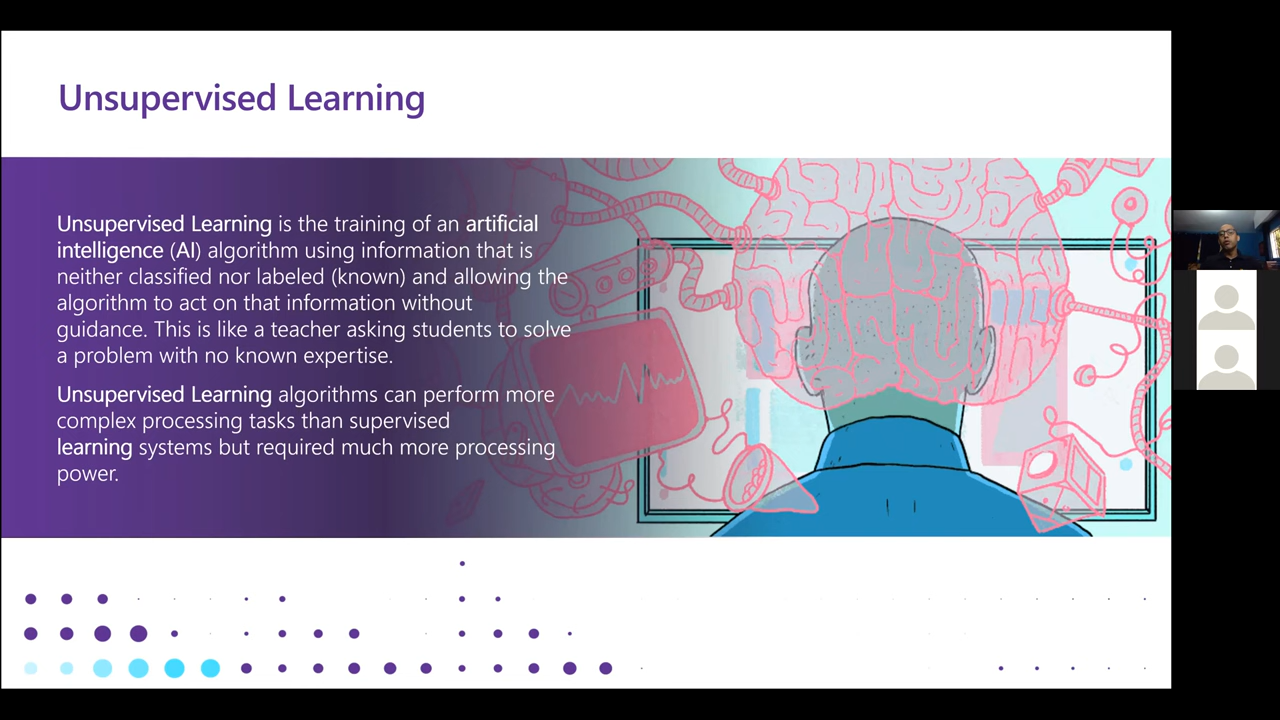 Unsupervised Learning
Unsupervised Learning is the training of an artificial
intelligence (AI) algorithm using information that is
neither classified nor labeled (known) and allowing the
algorithm to act on that information without
guidance. This is like a teacher asking students to solve
a problem with no known expertise.
Unsupervised Learning algorithms can perform more
complex processing tasks than supervised
learning systems but required much more processing
power.